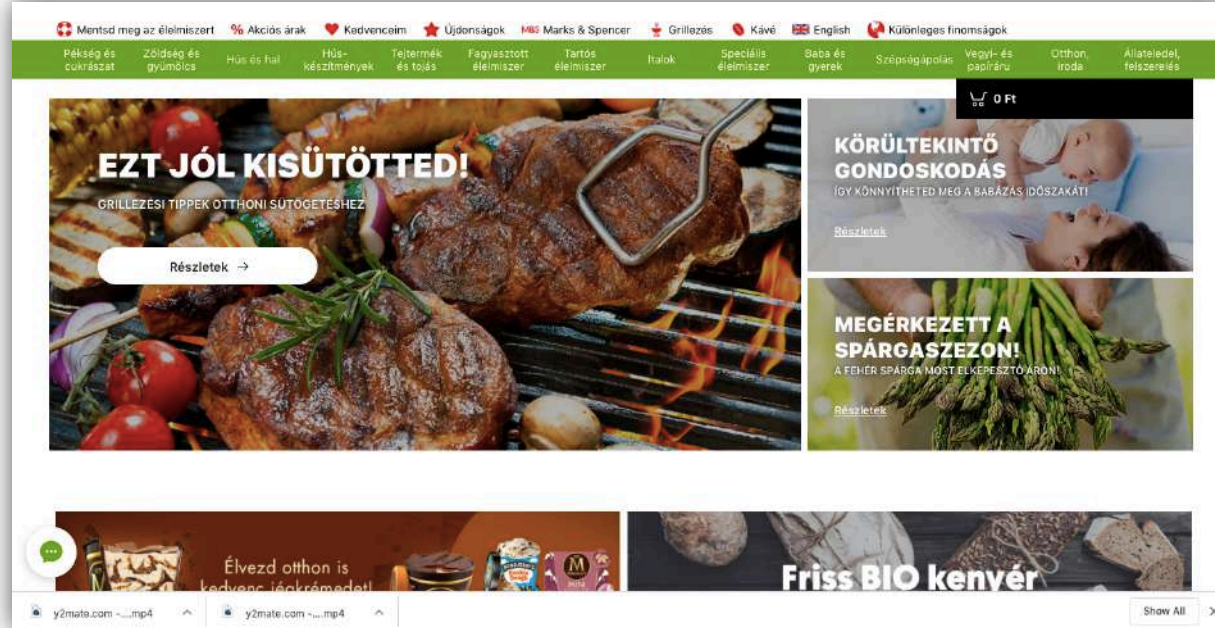 Mentsd meg az élelmiszert % Akciós árak Kedvenceim Újdonságok M&S Marks & Spencer Grillezés Kávé English Különleges finomságok
Pékség és cukrászat
Zöldség és gyümölcs
Hús és hal
Hús-készítmények
Tejtermék és tojás
Fagyasztott élelmiszer
Tartós élelmiszer
Italok
Speciális élelmiszer
Baba és gyerek
Szépségápolás
Vegyi- és papíráru
Otthon, iroda
Állateledel, felszerelés
0 Ft
EZT JÓL KISÜTÖTTED!
GRILLEZÉSI TIPPEK OTTHONI SÜTÖGETÉSHEZ
Részletek →
KÖRÜLTEKINTŐ
GONDOSKODÁS
ÍGY KÖNNYÍTHETED MEG A BABÁZÁS IDŐSZAKÁT!
Részletek
MEGÉRKEZETT A
SPÁRGASZEZON!
A FEHÉR SPÁRGA MOST ELKÉPESZTŐ ÁRON!
Részletek
Élvezd otthon is
kedvenc jégkrémedet!
Friss BIO kenyér
y2mate.com -....mp4
y2mate.com -....mp4
Show All